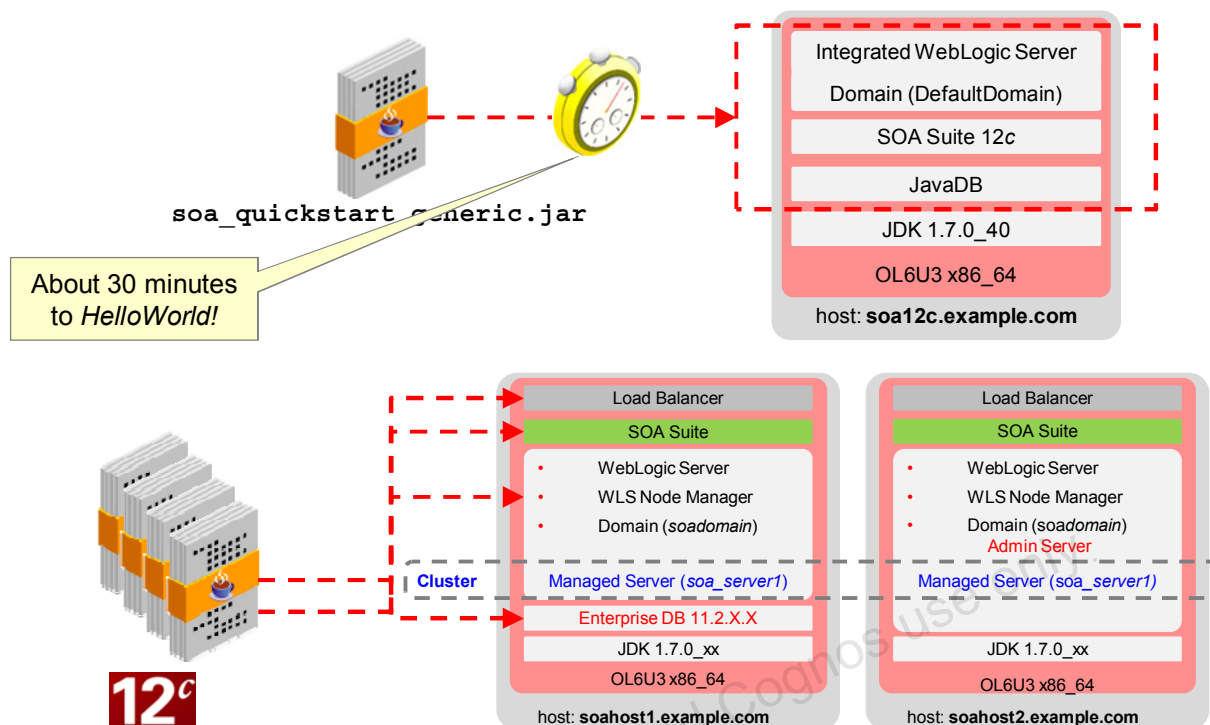 Integrated WebLogic Server
Domain (DefaultDomain)
SOA Suite 12c
JavaDB
JDK 1.7.0_40
OL6U3 x86_64
host: soa12c.example.com
soa_quickstart_generic.jar
About 30 minutes
to HelloWorld!
Load Balancer
SOA Suite
• WebLogic Server
• WLS Node Manager
• Domain (soadomain)
Cluster
Managed Server (soa_server1)
Enterprise DB 11.2.X.X
JDK 1.7.0_xx
OL6U3 x86_64
host: soahost1.example.com
Load Balancer
SOA Suite
• WebLogic Server
• WLS Node Manager
• Domain (soadomain)
Admin Server
Managed Server (soa_server1)
JDK 1.7.0_xx
OL6U3 x86_64
host: soahost2.example.com
12c
Cognos use only.